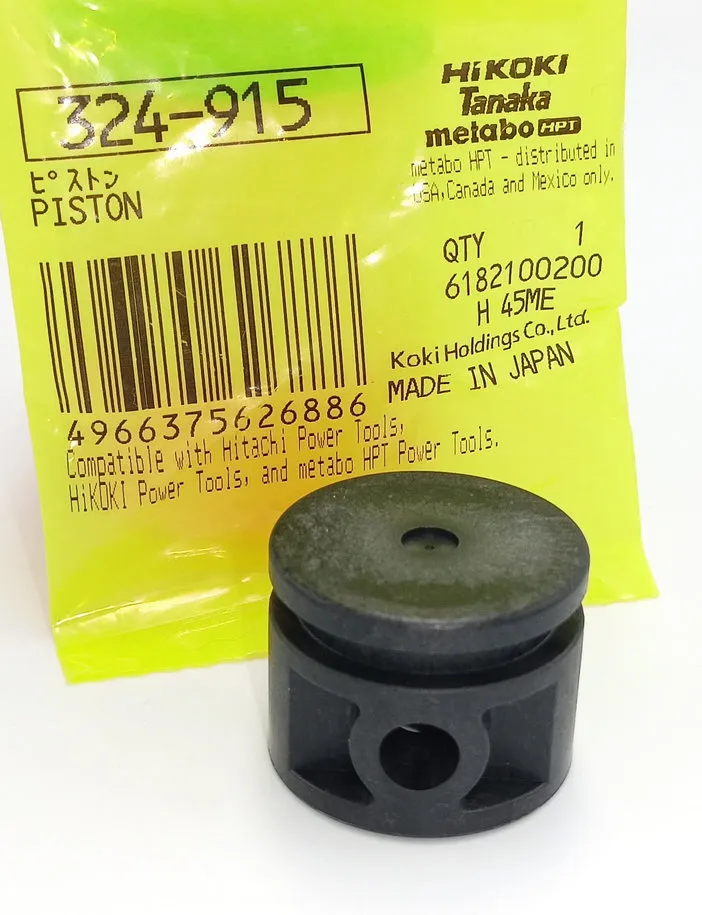 324-915
ピストン
PISTON
4966375626886
Compatible with Hitachi Power Tools,
HiKOKI Power Tools, and metabo HPT Power Tools.
HiKOKI
Tanaka
metabo HPT
metabo HPT - distributed in
USA,Canada and Mexico only.
QTY 1
6182100200
H 45ME
Koki Holdings Co., Ltd.
MADE IN JAPAN